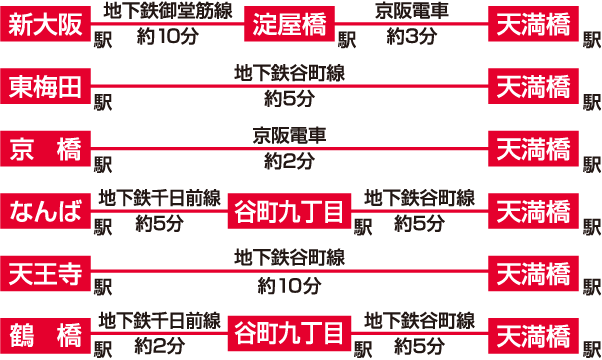 新大阪駅 地下鉄御堂筋線 約10分 淀屋橋駅 京阪電車 約3分 天満橋駅
東梅田駅 地下鉄谷町線 約5分 天満橋駅
京橋駅 京阪電車 約2分 天満橋駅
なんば駅 地下鉄千日前線 約5分 谷町九丁目駅 地下鉄谷町線 約5分 天満橋駅
天王寺駅 地下鉄谷町線 約10分 天満橋駅
鶴橋駅 地下鉄千日前線 約2分 谷町九丁目駅 地下鉄谷町線 約5分 天満橋駅